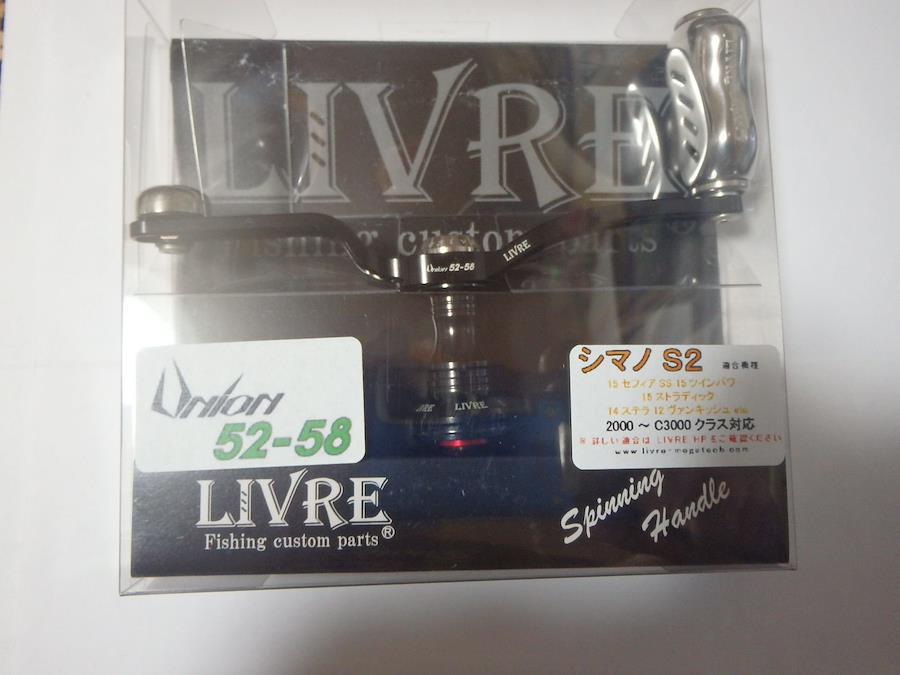 LIVRE
Fishing custom parts®
Union 52-58
LIVRE
LIVRE
Union
52-58
シマノ S2 適合機種
15 セフィア SS 15 ツインパワ
15 ストラディック
14 ステラ 12 ヴァンキッシュ etc
2000 〜 C3000 クラス対応
※ 詳しい適合は LIVRE HP をご確認ください
www.livre-megatech.com
LIVRE®
Fishing custom parts
Spinning
Handle